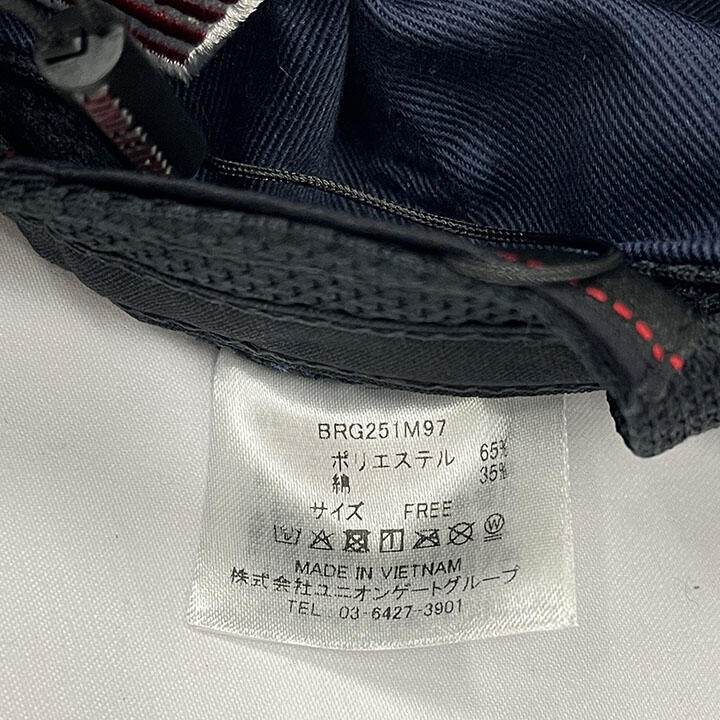 BRG251M97
ポリエステル 65%
綿 35%
サイズ FREE
MADE IN VIETNAM
株式会社ユニオンゲートグループ
TEL. 03-6427-3901